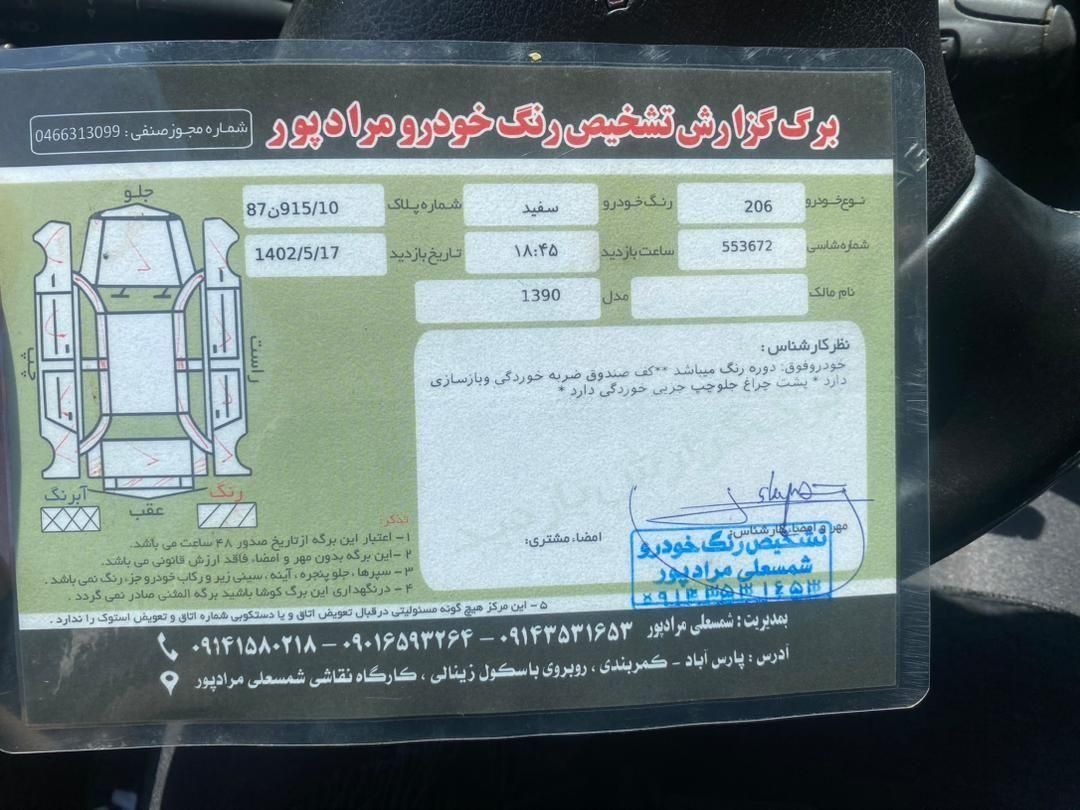 برگ گزارش تشخیص رنگ خودرو مرادپور
شماره مجوز صنفی : 0466313099
نوع خودرو 206 رنگ خودرو سفید شماره پلاک 87ن915/10
شماره شاسی 553672 ساعت بازدید ۱۸:۴۵ تاریخ بازدید 1402/5/17
نام مالک مدل 1390
نظر کارشناس :
خودروفوق: دوره رنگ میباشد **کف صندوق ضربه خوردگی وبازسازی
دارد * پشت چراغ جلوچپ جزیی خوردگی دارد *
جلو
راست
چپ
عقب
رنگ
آبرنگ
مهر و امضاء کارشناس:
امضاء مشتری:
تشخیص رنگ خودرو
شمسعلی مرادپور
۰۹۱۴۳۵۳۱۶۵۳
تذکر:
۱- اعتبار این برگه از تاریخ صدور ۴۸ ساعت می باشد.
۲- این برگه بدون مهر و امضاء، فاقد ارزش قانونی می باشد.
۳- سپرها، جلو پنجره، آینه، سینی زیر و رکاب خودرو جزء رنگ نمی باشد.
۴- درنگهداری این برگ کوشا باشید برگه المثنی صادر نمی گردد.
۵- این مرکز هیچ گونه مسئولیتی درقبال تعویض اتاق و یا دستکوبی شماره اتاق و تعویض استوک را ندارد.
بمدیریت : شمسعلی مرادپور ۰۹۱۴۳۵۳۱۶۵۳ - ۰۹۰۱۶۵۹۳۲۶۴ - ۰۹۱۴۱۵۸۰۲۱۸
آدرس : پارس آباد - کمربندی ، روبروی باسکول زینالی ، کارگاه نقاشی شمسعلی مرادپور